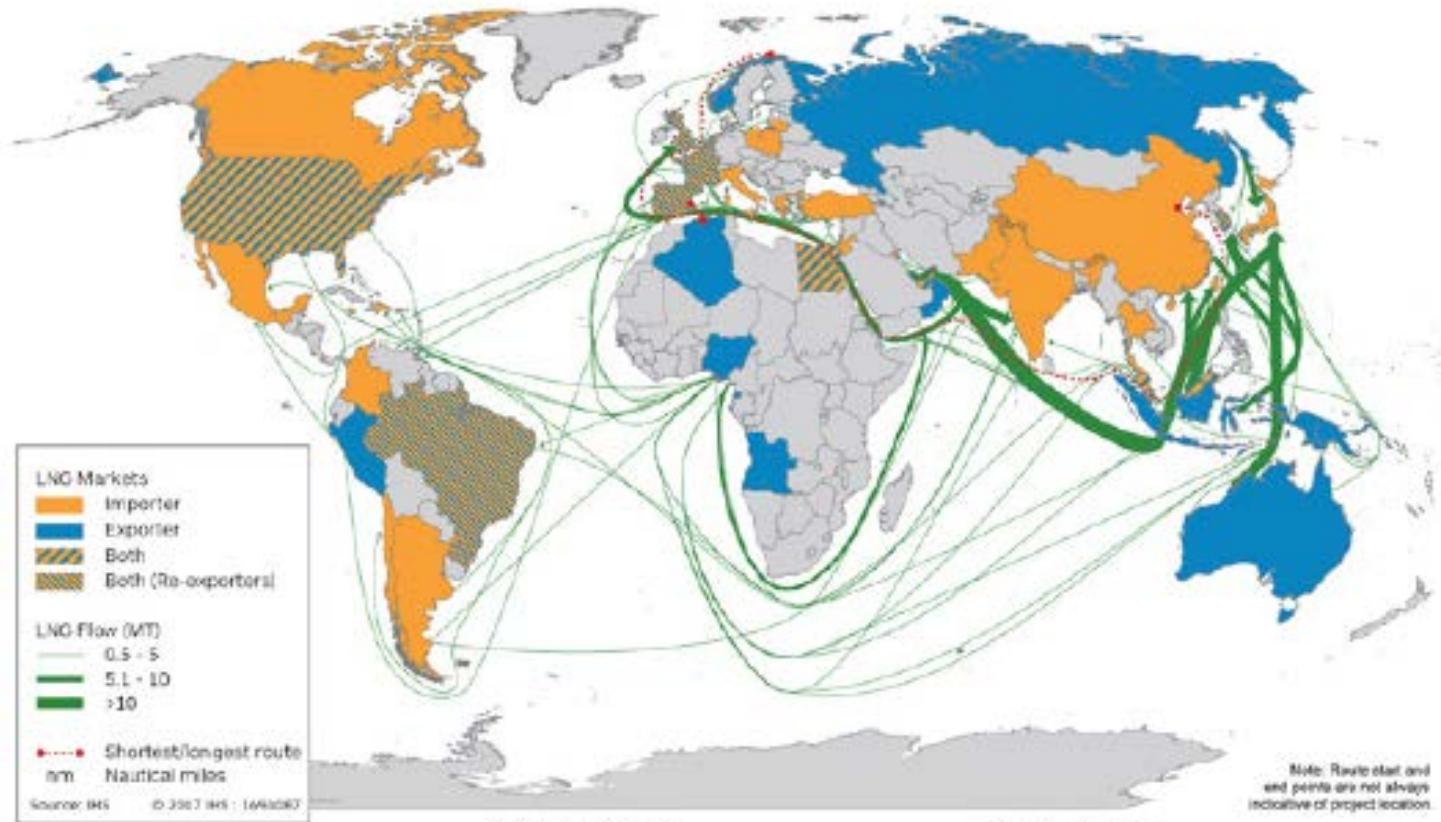 LNG Markets
Importer
Exporter
Both
Both (Re-exporters)
LNG Flow (MT)
0.5 - 5
5.1 - 10
>10
Shortest/longest route
nm Nautical miles
Source: IHS © 2017 IHS :
Note: Route start and
end points are not always
indicative of project location